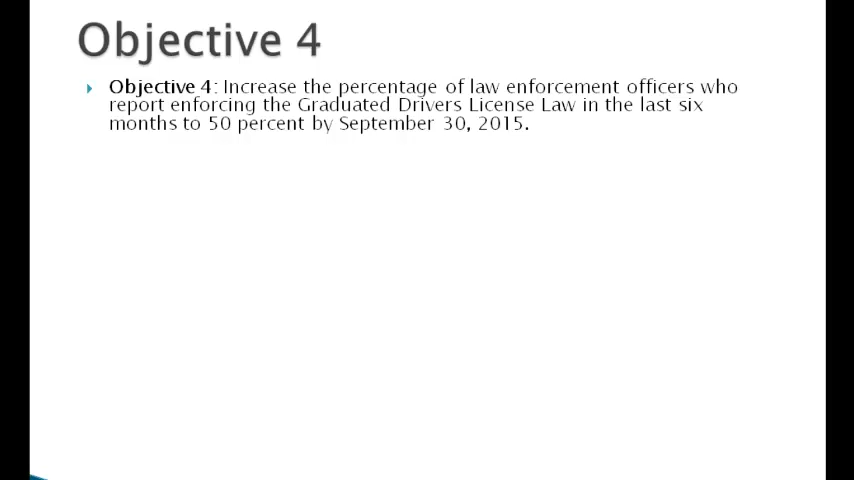 Objective 4
Objective 4: Increase the percentage of law enforcement officers who
report enforcing the Graduated Drivers License Law in the last six
months to 50 percent by September 30, 2015.